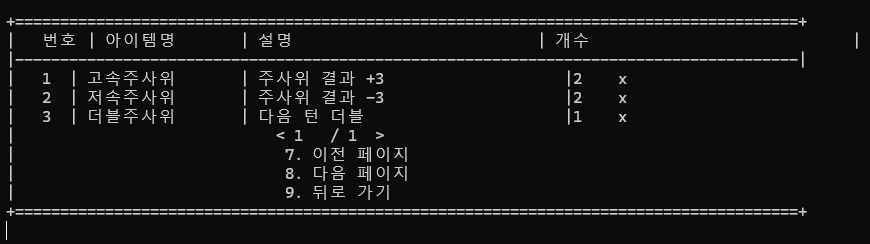 +=======================================================================================+
|   번호 | 아이템명       | 설명                               | 개수                             |
|---------------------------------------------------------------------------------------|
|   1  | 고속주사위       | 주사위 결과 +3                    |2    x
|   2  | 저속주사위       | 주사위 결과 -3                    |2    x
|   3  | 더블주사위       | 다음 턴 더블                      |1    x
|                             < 1   / 1  >
|                              7. 이전 페이지
|                              8. 다음 페이지
|                              9. 뒤로 가기
+=======================================================================================+